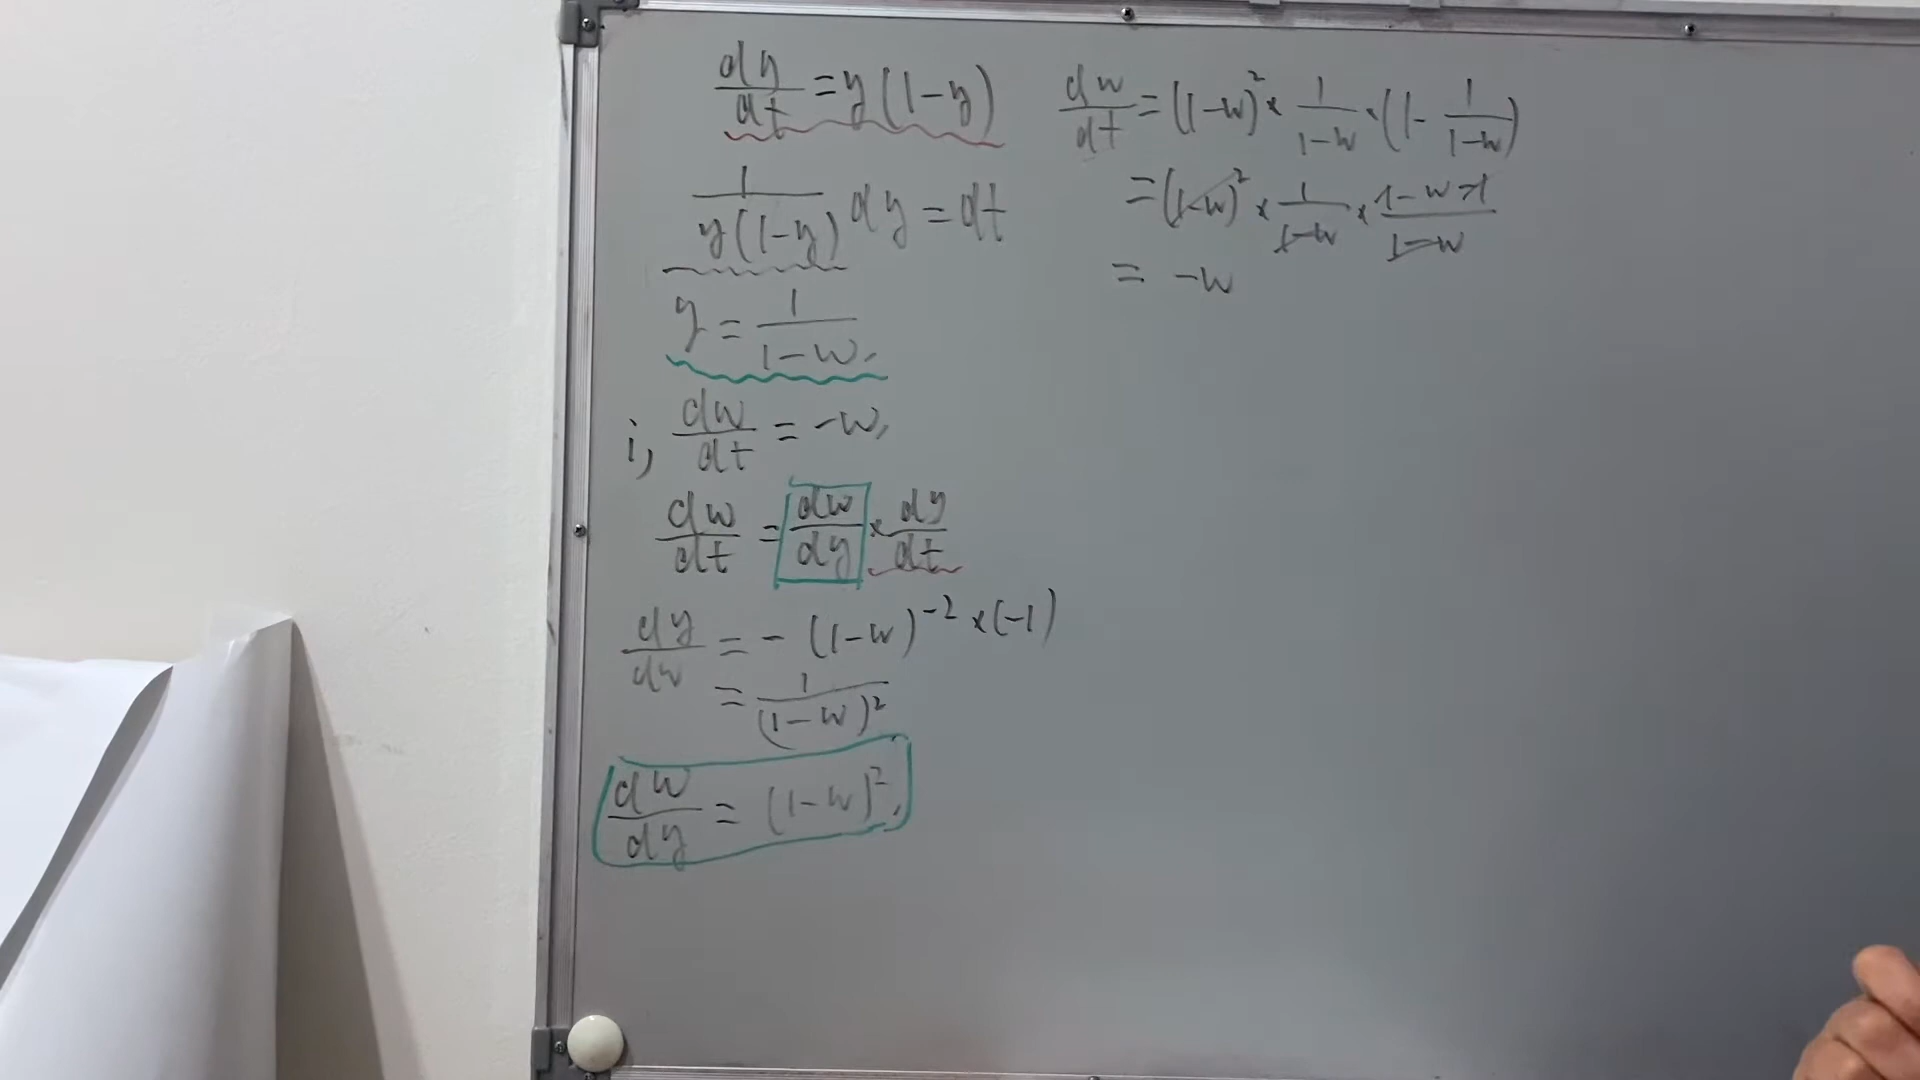 dy/dt = y(1-y)
1/(y(1-y)) dy = dt
y = 1/(1-w),
i, dw/dt = -w,
dw/dt = dw/dy × dy/dt
dy/dw = -(1-w)^-2 × (-1)
= 1/(1-w)^2
dw/dy = (1-w)^2,
dw/dt = (1-w)^2 × 1/(1-w) · (1 - 1/(1-w))
= (1-w)^2 × 1/(1-w) × (1-w-1)/(1-w)
= -w